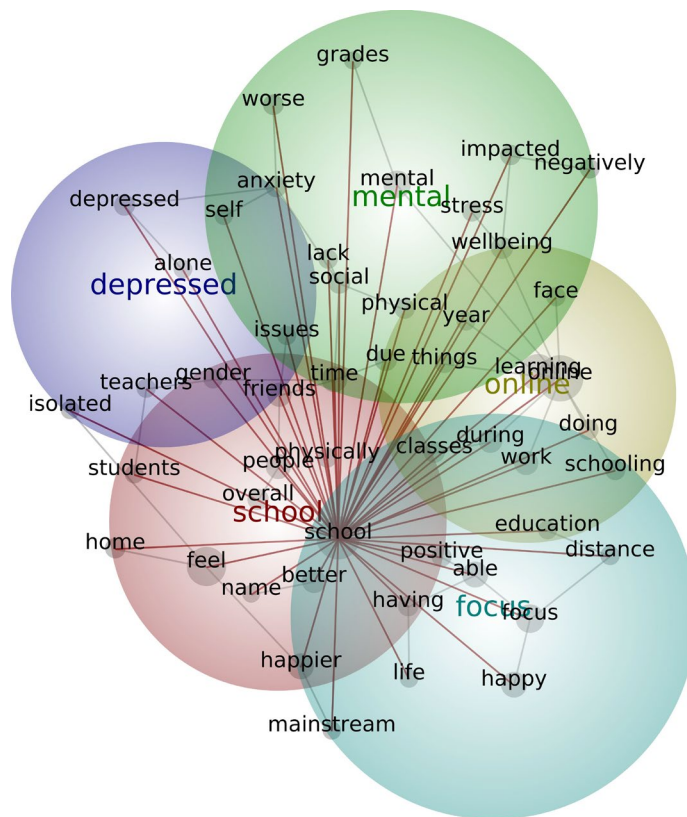 grades
worse
impacted
negatively
mental
anxiety
depressed
mental
self
stress
wellbeing
lack
alone
social
depressed
face
physical
year
issues
due things
learning
online
gender
time
teachers
friends
online
isolated
doing
during
classes
physically
work
people
schooling
students
overall
school
education
school
home
positive
distance
feel
able
better
name
having
focus
focus
happier
life
happy
mainstream